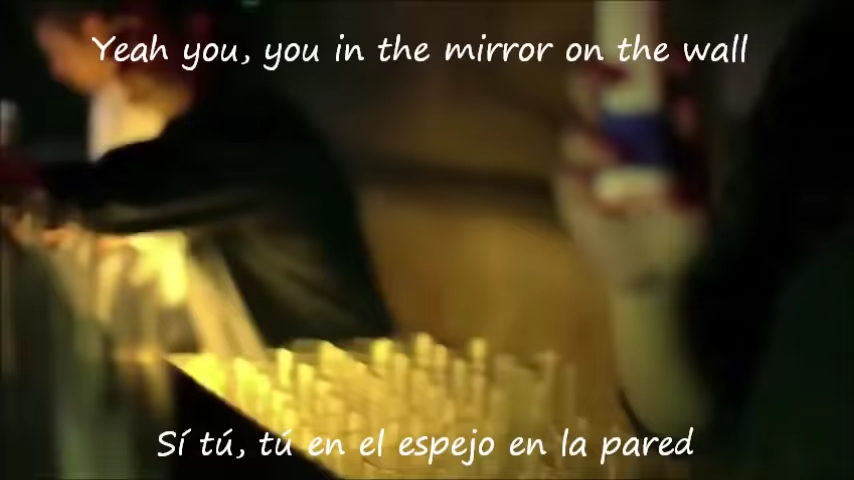 Yeah you, you in the mirror on the wall
Sí tú, tú en el espejo en la pared